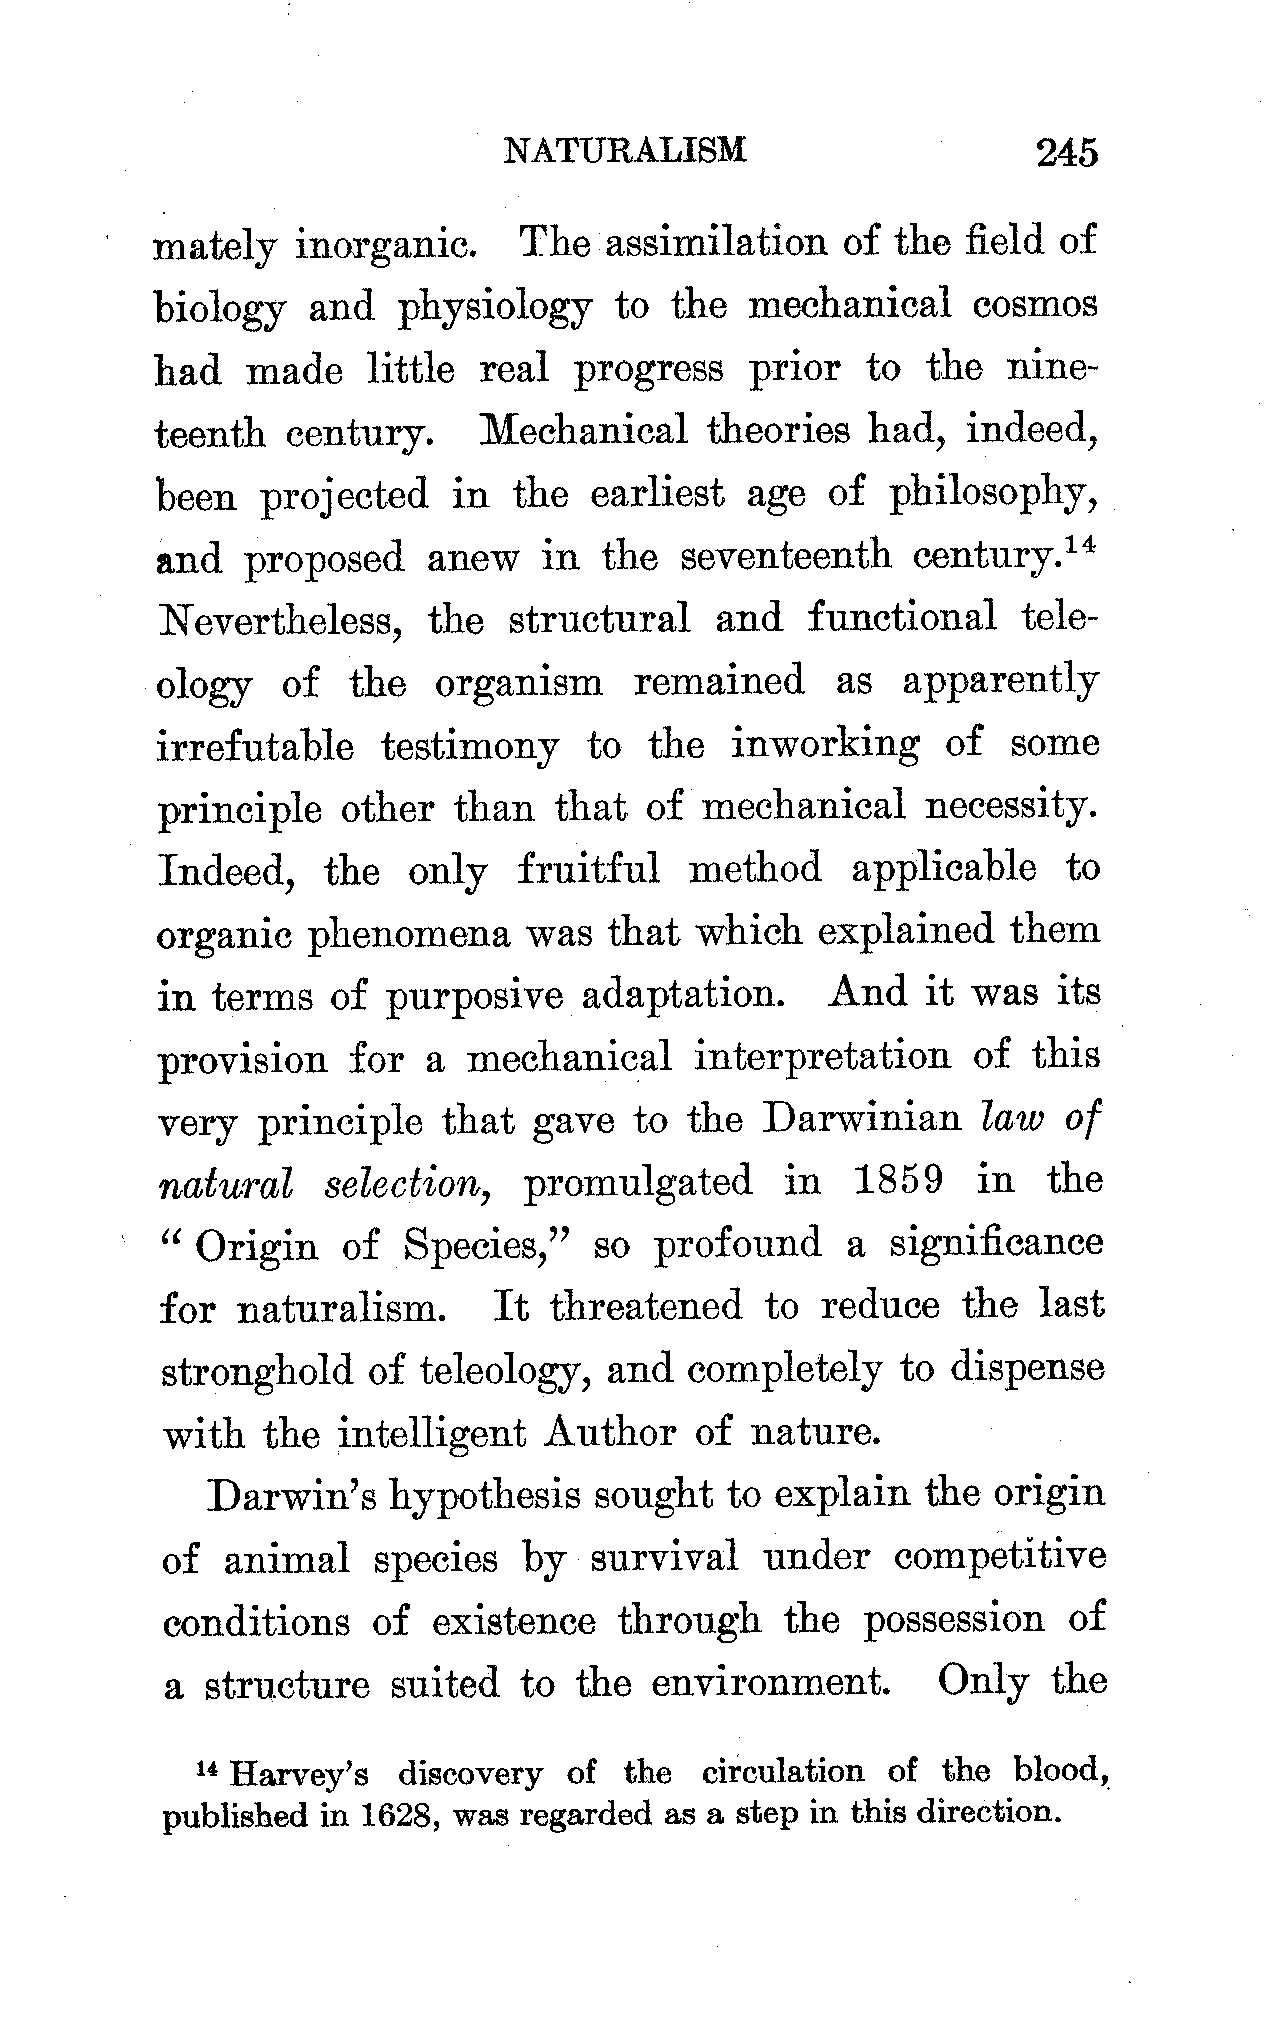 NATURALISM 245
mately inorganic. The assimilation of the field of
biology and physiology to the mechanical cosmos
had made little real progress prior to the nine-
teenth century. Mechanical theories had, indeed,
been projected in the earliest age of philosophy,
and proposed anew in the seventeenth century.¹⁴
Nevertheless, the structural and functional tele-
ology of the organism remained as apparently
irrefutable testimony to the inworking of some
principle other than that of mechanical necessity.
Indeed, the only fruitful method applicable to
organic phenomena was that which explained them
in terms of purposive adaptation. And it was its
provision for a mechanical interpretation of this
very principle that gave to the Darwinian law of
natural selection, promulgated in 1859 in the
“ Origin of Species,” so profound a significance
for naturalism. It threatened to reduce the last
stronghold of teleology, and completely to dispense
with the intelligent Author of nature.
Darwin’s hypothesis sought to explain the origin
of animal species by survival under competitive
conditions of existence through the possession of
a structure suited to the environment. Only the
¹⁴ Harvey’s discovery of the circulation of the blood,
published in 1628, was regarded as a step in this direction.